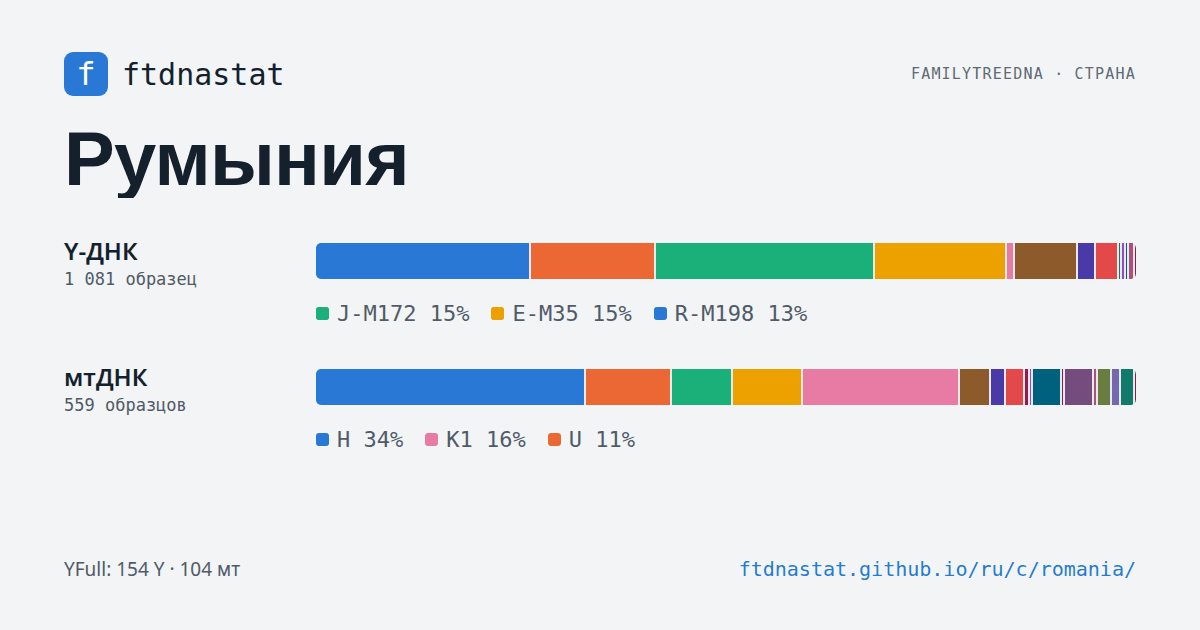 f ftdnastat
FAMILYTREEDNA · СТРАНА
Румыния
Y-ДНК
1 081 образец
J-M172 15% E-M35 15% R-M198 13%
мтДНК
559 образцов
H 34% K1 16% U 11%
YFull: 154 Y · 104 мт
ftdnastat.github.io/ru/c/romania/